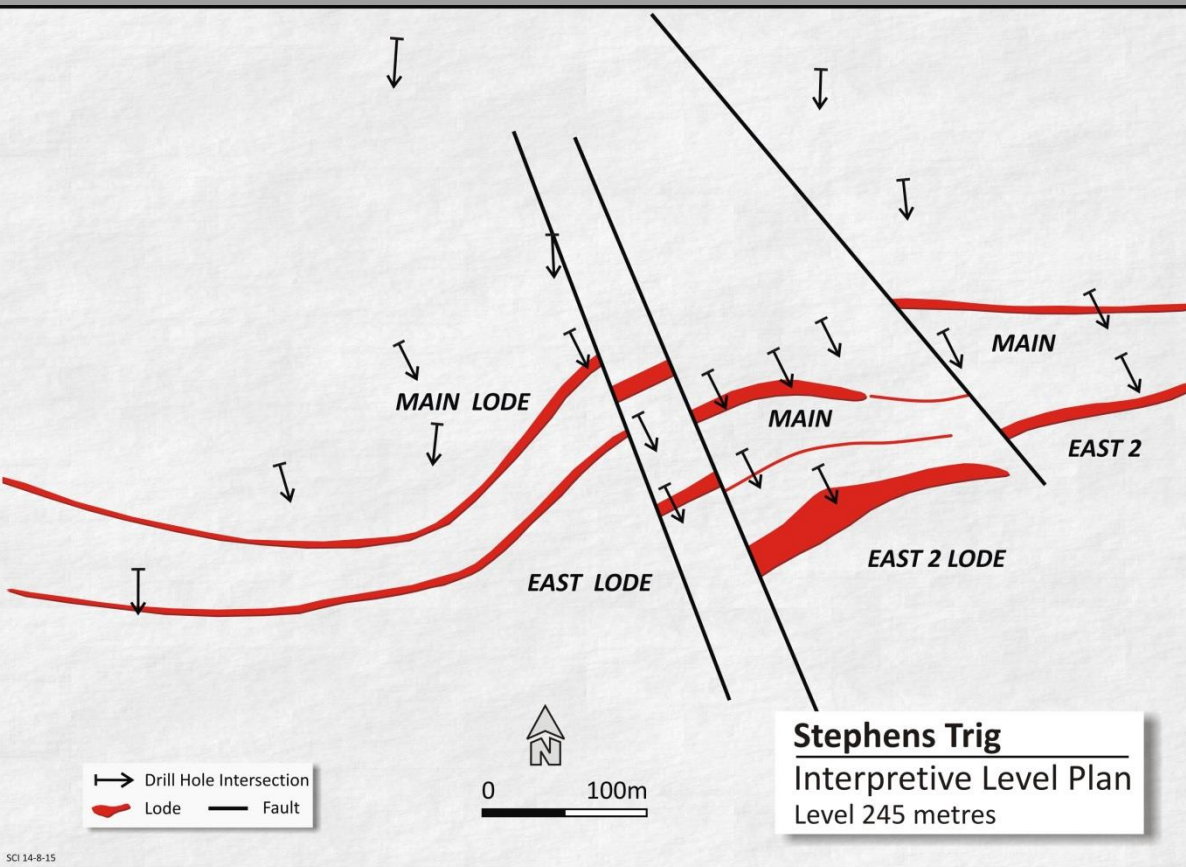 MAIN
MAIN LODE
MAIN
EAST 2
EAST 2 LODE
EAST LODE
N
Stephens Trig
Interpretive Level Plan
Level 245 metres
Drill Hole Intersection
Lode Fault
0 100m
SCI 14-8-15